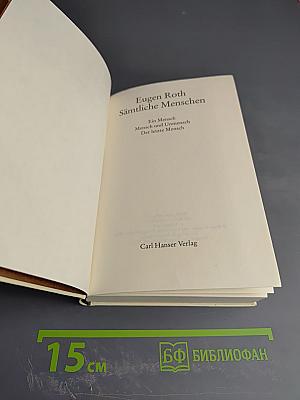 Eugen Roth
Sämtliche Menschen
Ein Mensch
Mensch und Unmensch
Der letzte Mensch
Carl Hanser Verlag
15 см
БФ БИБЛИОФАН